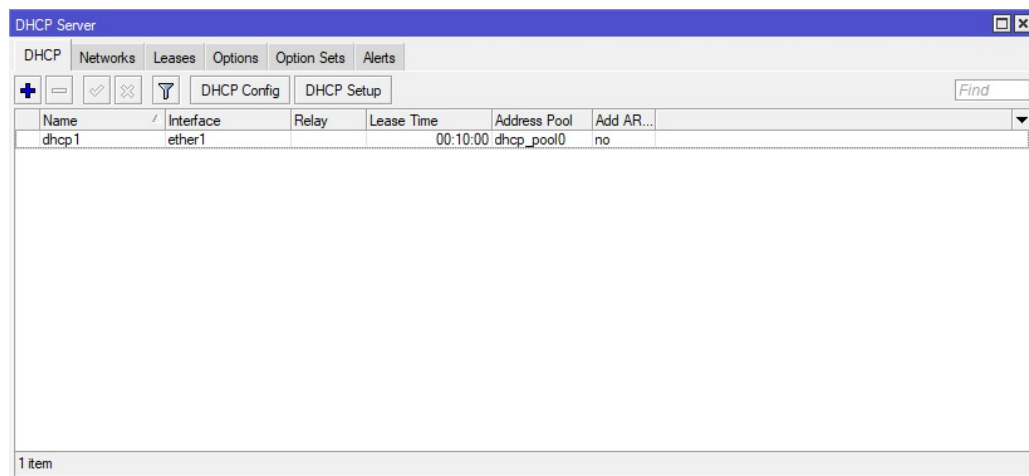 DHCP Server
DHCP Networks Leases Options Option Sets Alerts
DHCP Config DHCP Setup Find
Name Interface Relay Lease Time Address Pool Add AR...
dhcp1 ether1 00:10:00 dhcp_pool0 no
1 item